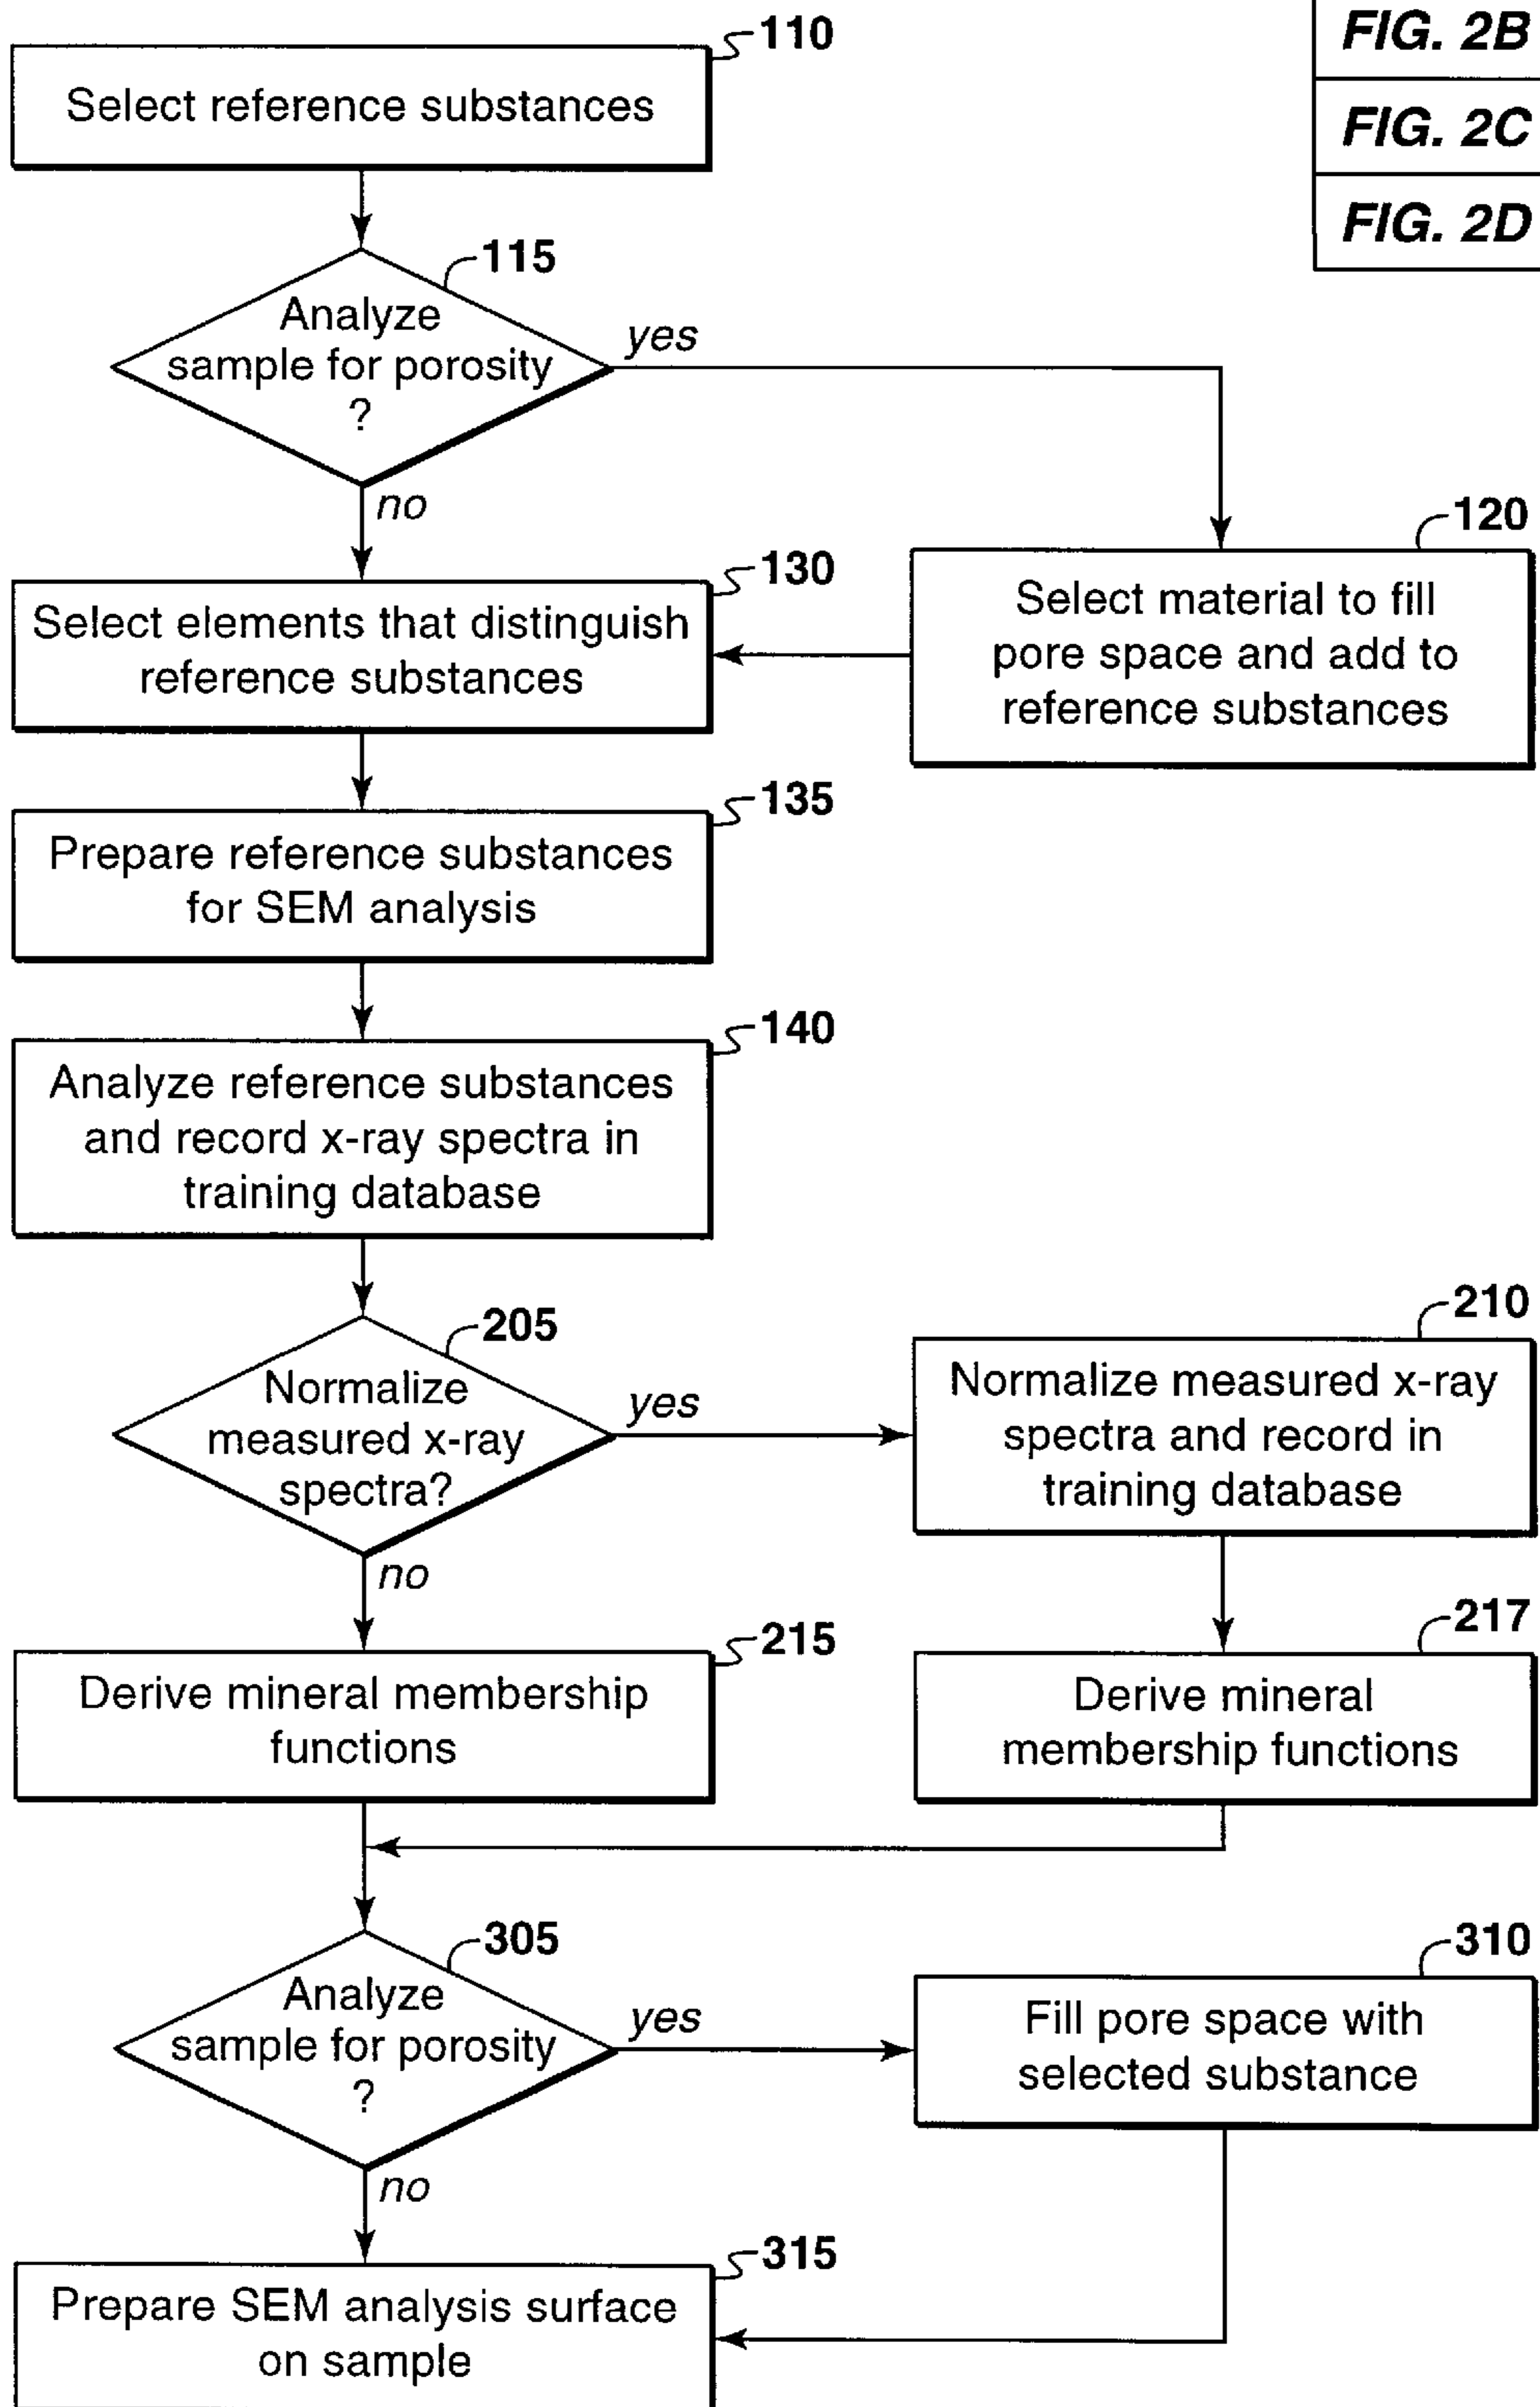 FIG. 2B
FIG. 2C
FIG. 2D
110
Select reference substances
115
Analyze
sample for porosity
?
yes
no
120
Select material to fill
pore space and add to
reference substances
130
Select elements that distinguish
reference substances
135
Prepare reference substances
for SEM analysis
140
Analyze reference substances
and record x-ray spectra in
training database
205
Normalize
measured x-ray
spectra?
yes
no
210
Normalize measured x-ray
spectra and record in
training database
215
Derive mineral membership
functions
217
Derive mineral
membership functions
305
Analyze
sample for porosity
?
yes
no
310
Fill pore space with
selected substance
315
Prepare SEM analysis surface
on sample